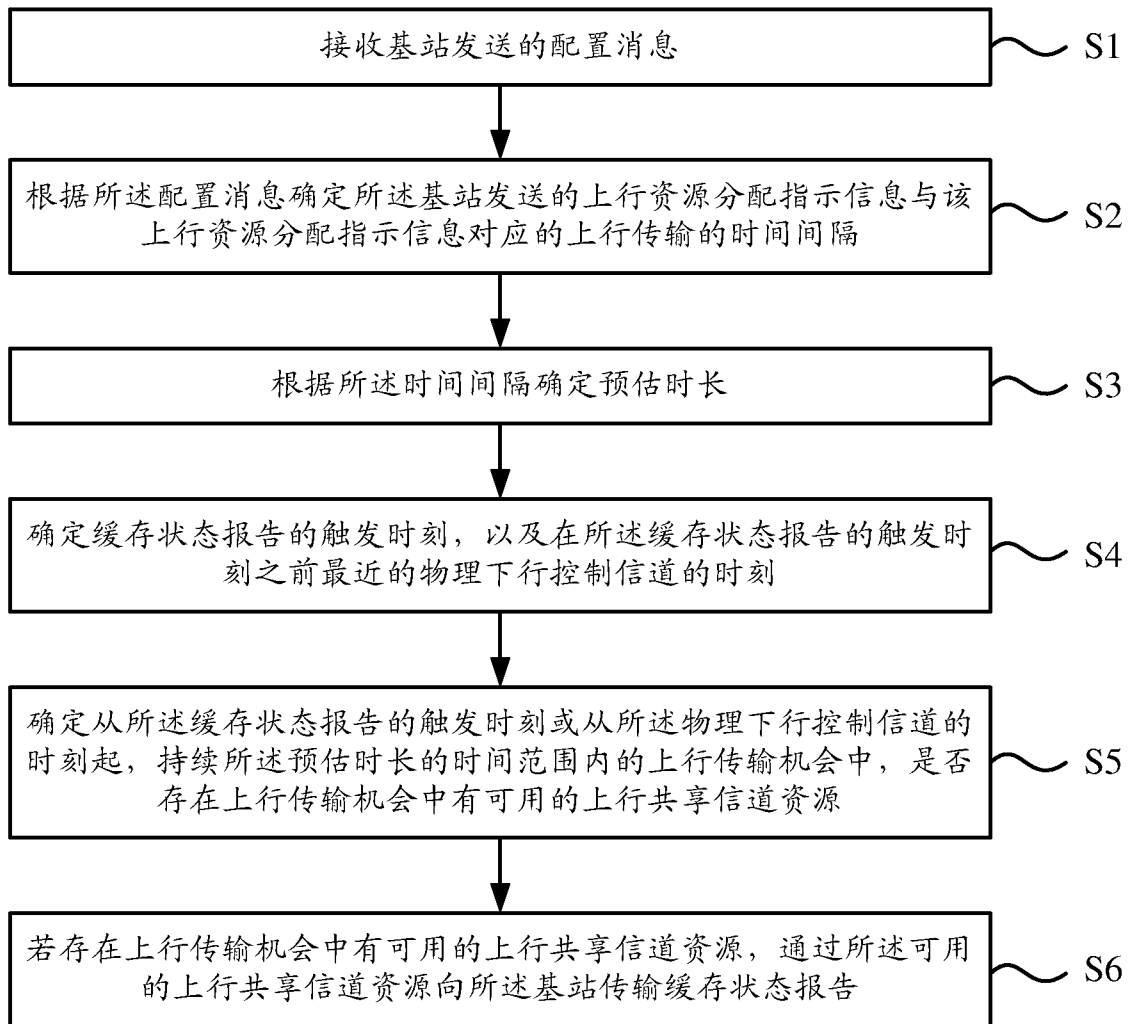 接收基站发送的配置消息
S1
根据所述配置消息确定所述基站发送的上行资源分配指示信息与该
上行资源分配指示信息对应的上行传输的时间间隔
S2
根据所述时间间隔确定预估时长
S3
确定缓存状态报告的触发时刻，以及在所述缓存状态报告的触发时
刻之前最近的物理下行控制信道的时刻
S4
确定从所述缓存状态报告的触发时刻或从所述物理下行控制信道的
时刻起，持续所述预估时长的时间范围内的上行传输机会中，是否
存在上行传输机会中有可用的上行共享信道资源
S5
若存在上行传输机会中有可用的上行共享信道资源，通过所述可用
的上行共享信道资源向所述基站传输缓存状态报告
S6